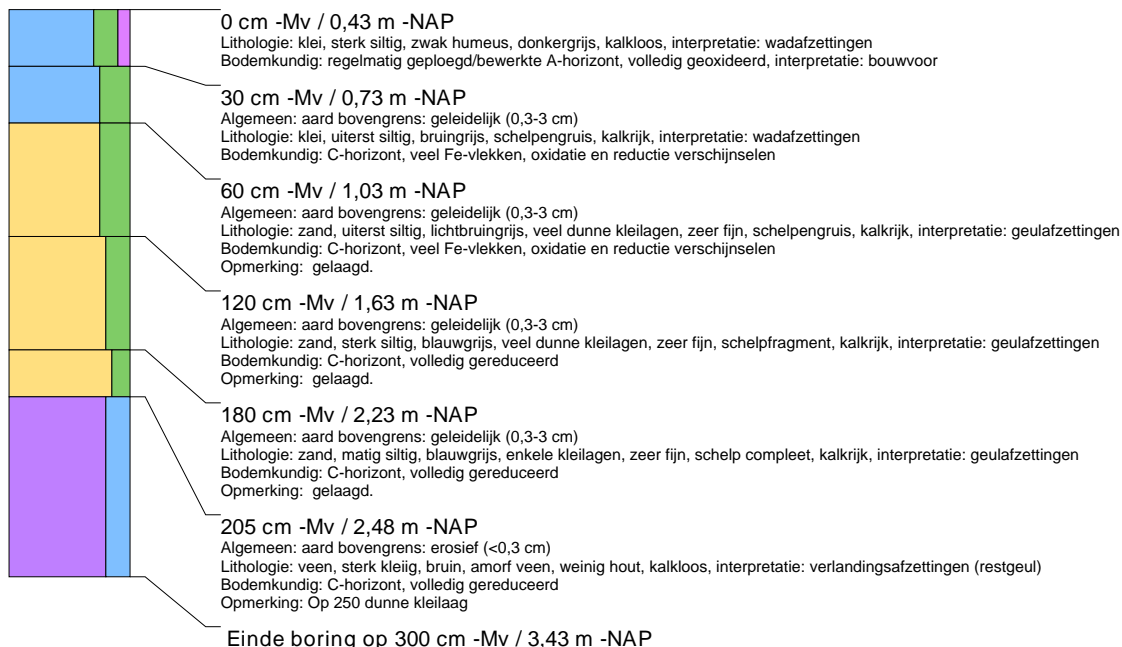 0 cm -Mv / 0,43 m -NAP
Lithologie: klei, sterk siltig, zwak humeus, donkergrijs, kalkloos, interpretatie: wadafzettingen
Bodemkundig: regelmatig geploegd/bewerkte A-horizont, volledig geoxideerd, interpretatie: bouwvoor
30 cm -Mv / 0,73 m -NAP
Algemeen: aard bovengrens: geleidelijk (0,3-3 cm)
Lithologie: klei, uiterst siltig, bruingrijs, schelpengruis, kalkrijk, interpretatie: wadafzettingen
Bodemkundig: C-horizont, veel Fe-vlekken, oxidatie en reductie verschijnselen
60 cm -Mv / 1,03 m -NAP
Algemeen: aard bovengrens: geleidelijk (0,3-3 cm)
Lithologie: zand, uiterst siltig, lichtbruingrijs, veel dunne kleilagen, zeer fijn, schelpengruis, kalkrijk, interpretatie: geulafzettingen
Bodemkundig: C-horizont, veel Fe-vlekken, oxidatie en reductie verschijnselen
Opmerking: gelaagd.
120 cm -Mv / 1,63 m -NAP
Algemeen: aard bovengrens: geleidelijk (0,3-3 cm)
Lithologie: zand, sterk siltig, blauwgrijs, veel dunne kleilagen, zeer fijn, schelpfragment, kalkrijk, interpretatie: geulafzettingen
Bodemkundig: C-horizont, volledig gereduceerd
Opmerking: gelaagd.
180 cm -Mv / 2,23 m -NAP
Algemeen: aard bovengrens: geleidelijk (0,3-3 cm)
Lithologie: zand, matig siltig, blauwgrijs, enkele kleilagen, zeer fijn, schelp compleet, kalkrijk, interpretatie: geulafzettingen
Bodemkundig: C-horizont, volledig gereduceerd
Opmerking: gelaagd.
205 cm -Mv / 2,48 m -NAP
Algemeen: aard bovengrens: erosief (<0,3 cm)
Lithologie: veen, sterk kleiig, bruin, amorf veen, weinig hout, kalkloos, interpretatie: verlandingsafzettingen (restgeul)
Bodemkundig: C-horizont, volledig gereduceerd
Opmerking: Op 250 dunne kleilaag
Einde boring op 300 cm -Mv / 3,43 m -NAP